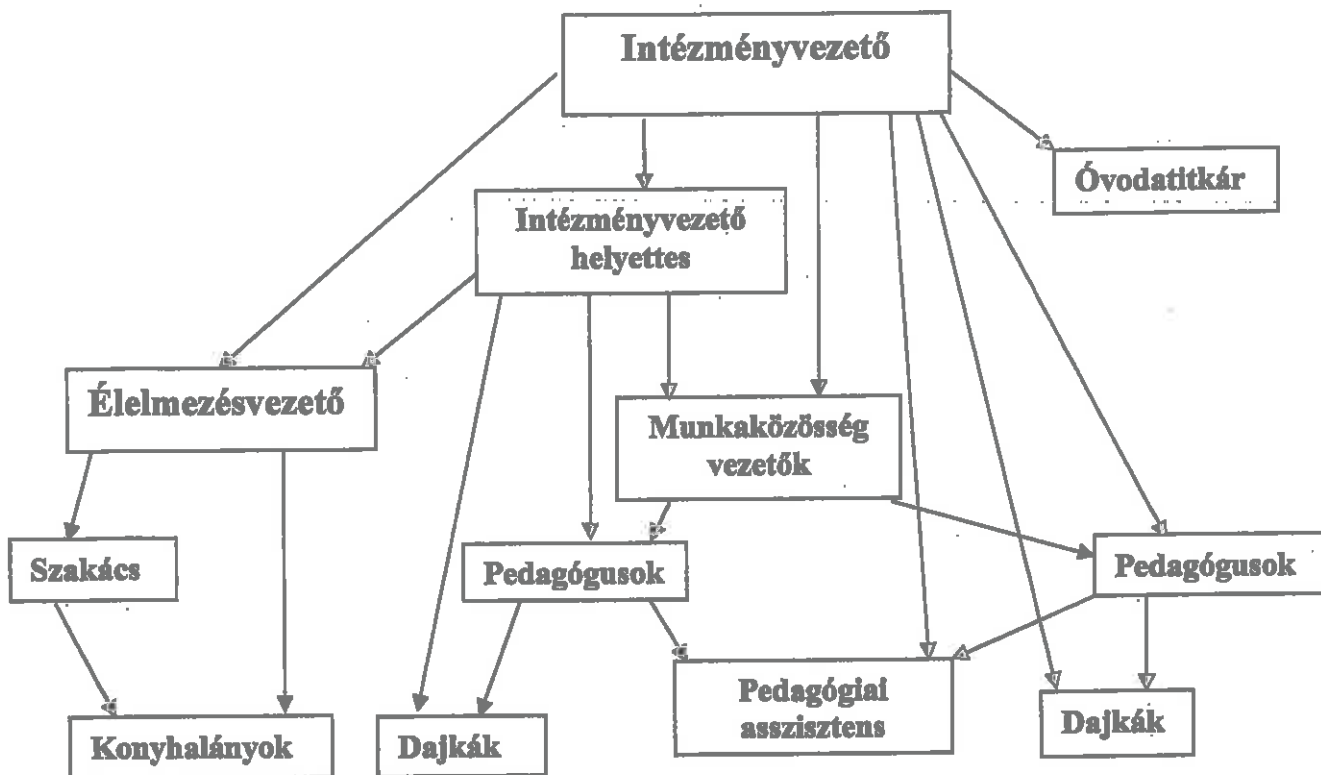 Intézményvezető
Óvodatitkár
Intézményvezető
helyettes
Élelmezésvezető
Munkaközösség
vezetők
Szakács
Pedagógusok
Pedagógusok
Pedagógiai
asszisztens
Dajkák
Konyhalányok
Dajkák